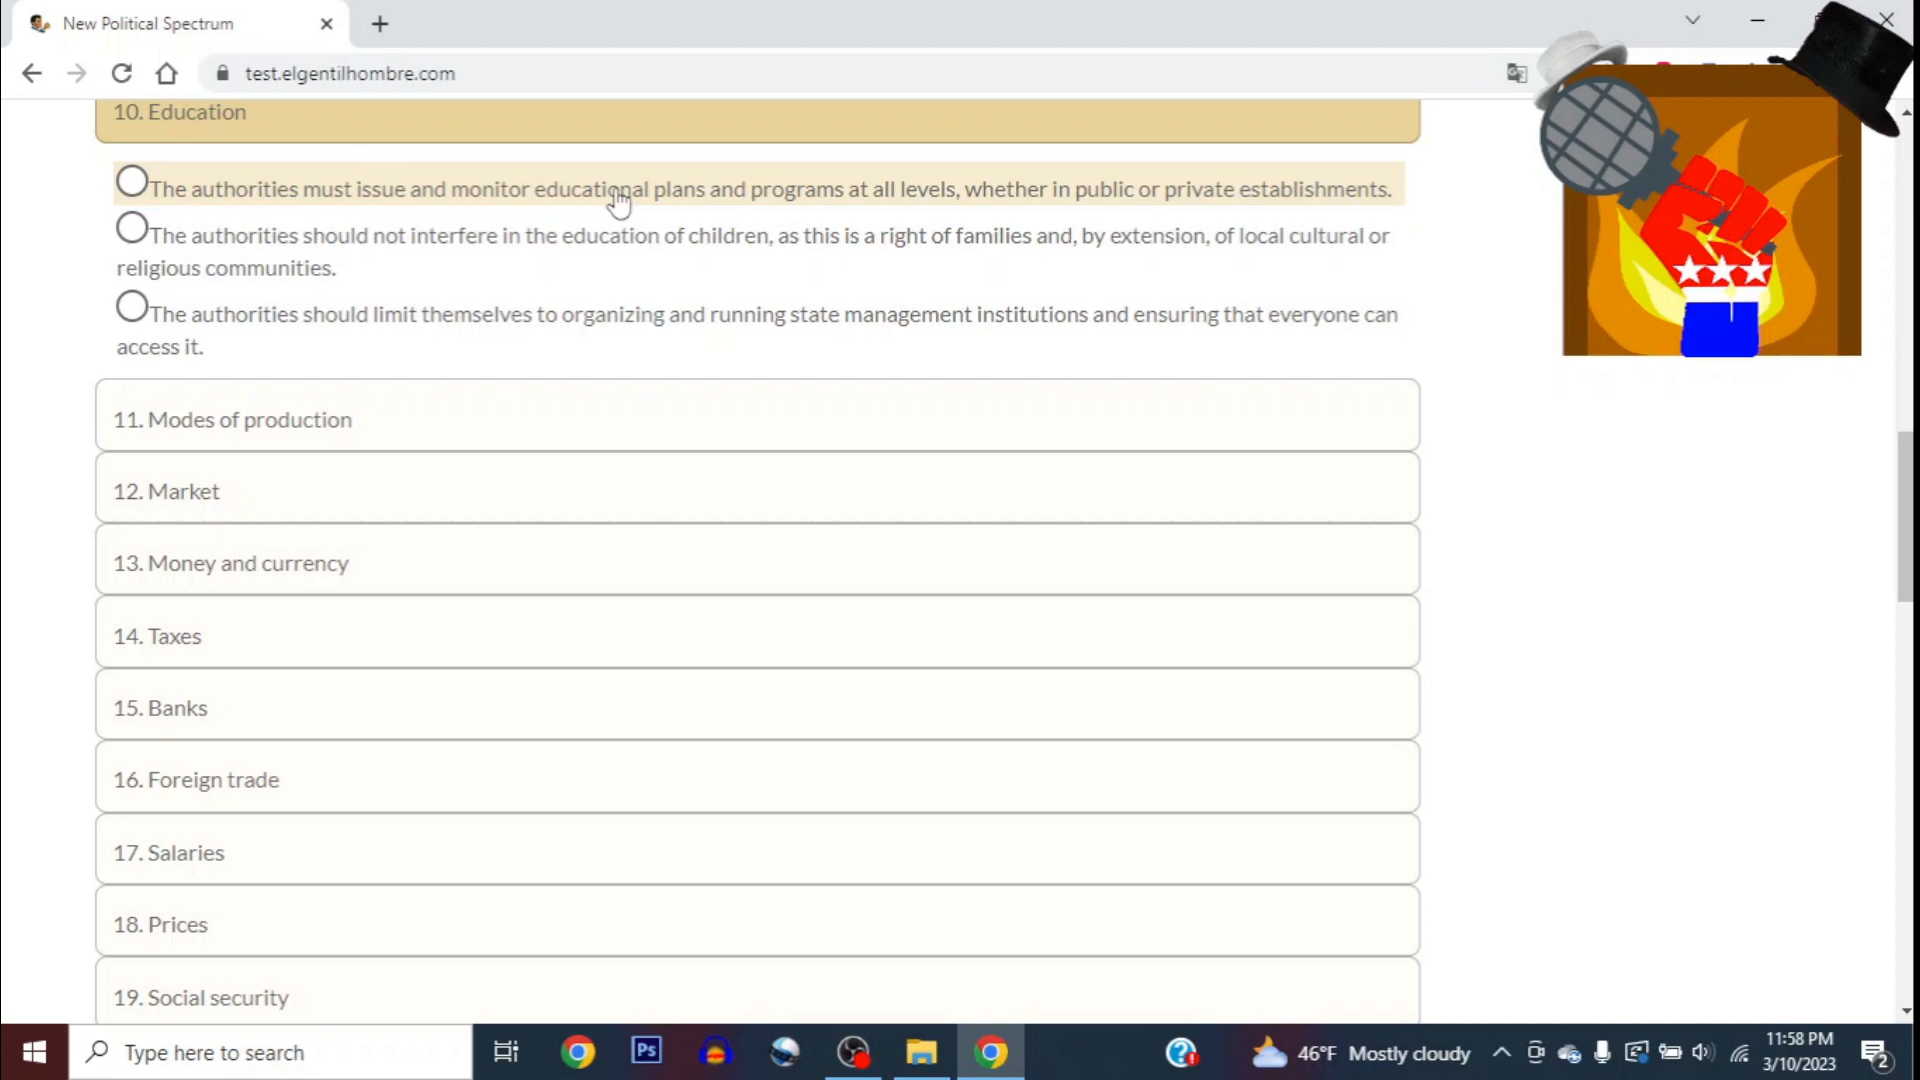 New Political Spectrum
test.elgentilhombre.com
10. Education
The authorities must issue and monitor educational plans and programs at all levels, whether in public or private establishments.
The authorities should not interfere in the education of children, as this is a right of families and, by extension, of local cultural or
religious communities.
The authorities should limit themselves to organizing and running state management institutions and ensuring that everyone can
access it.
11. Modes of production
12. Market
13. Money and currency
14. Taxes
15. Banks
16. Foreign trade
17. Salaries
18. Prices
19. Social security
Type here to search
Ps
46°F Mostly cloudy
11:58 PM
3/10/2023
2